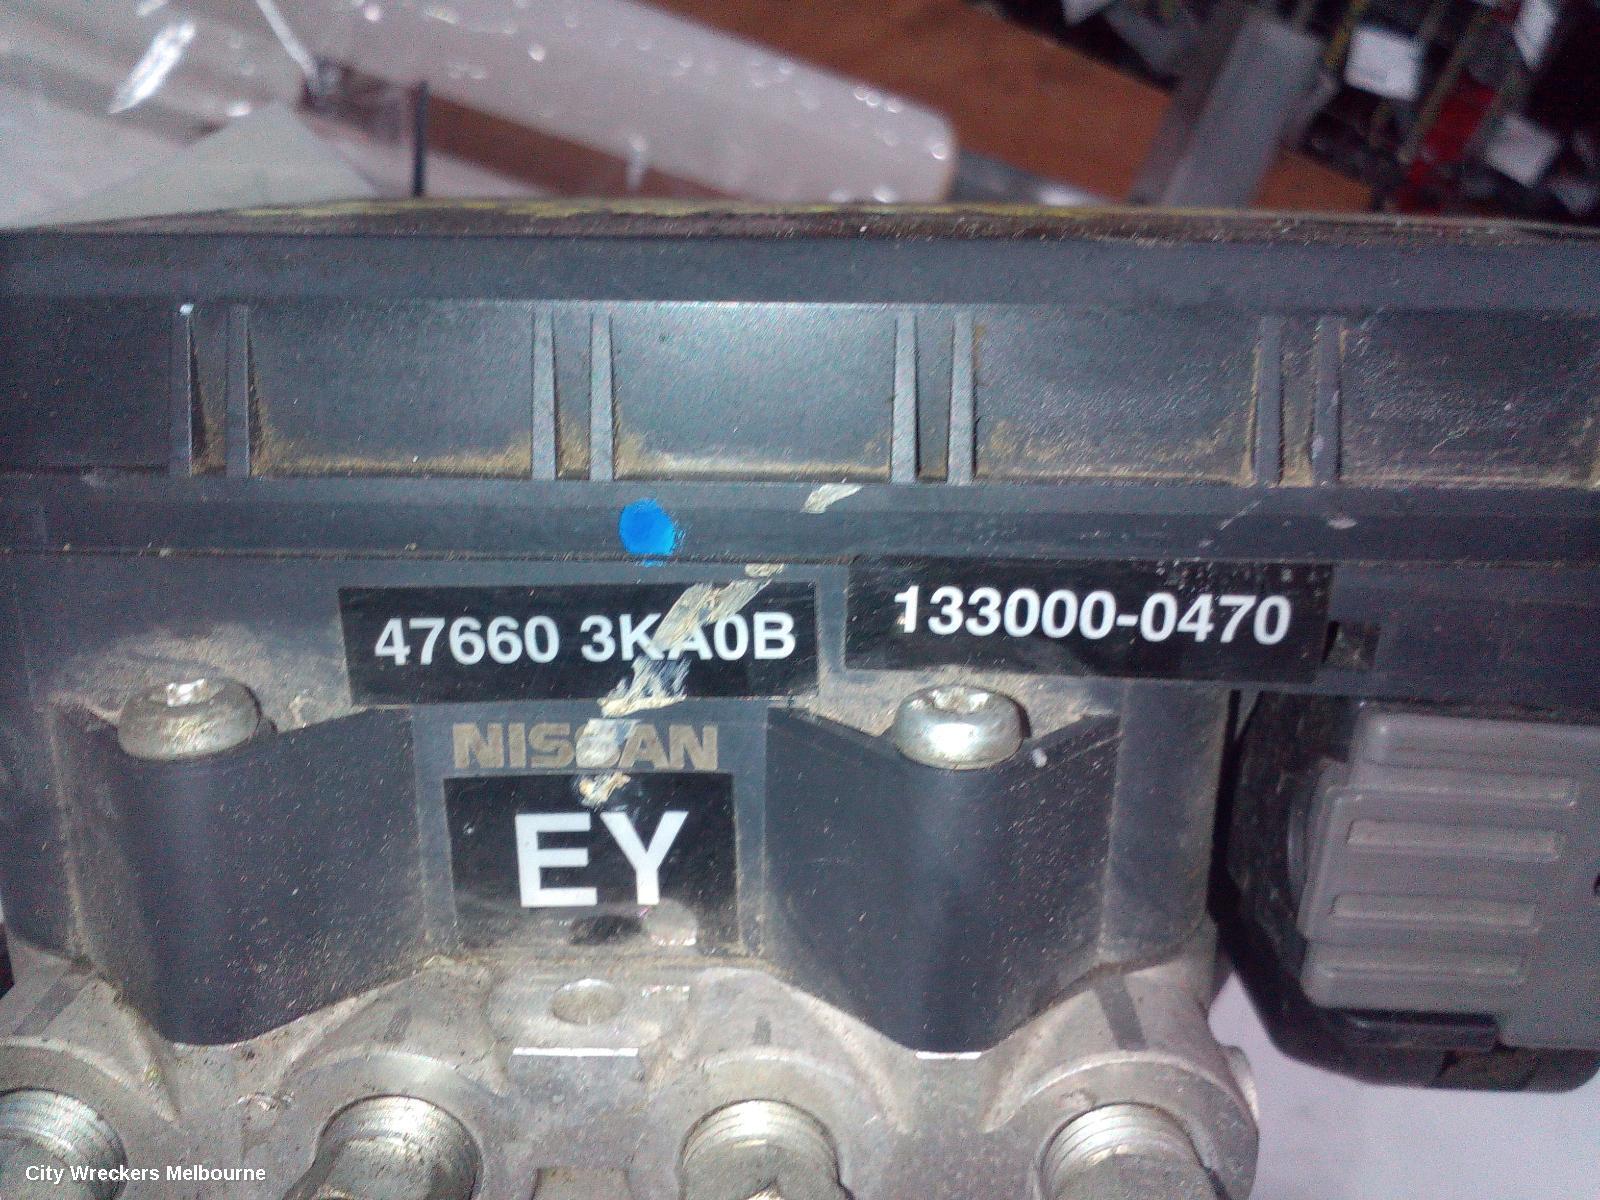 47660 3KA0B
133000-0470
NISSAN
EY
City Wreckers Melbourne